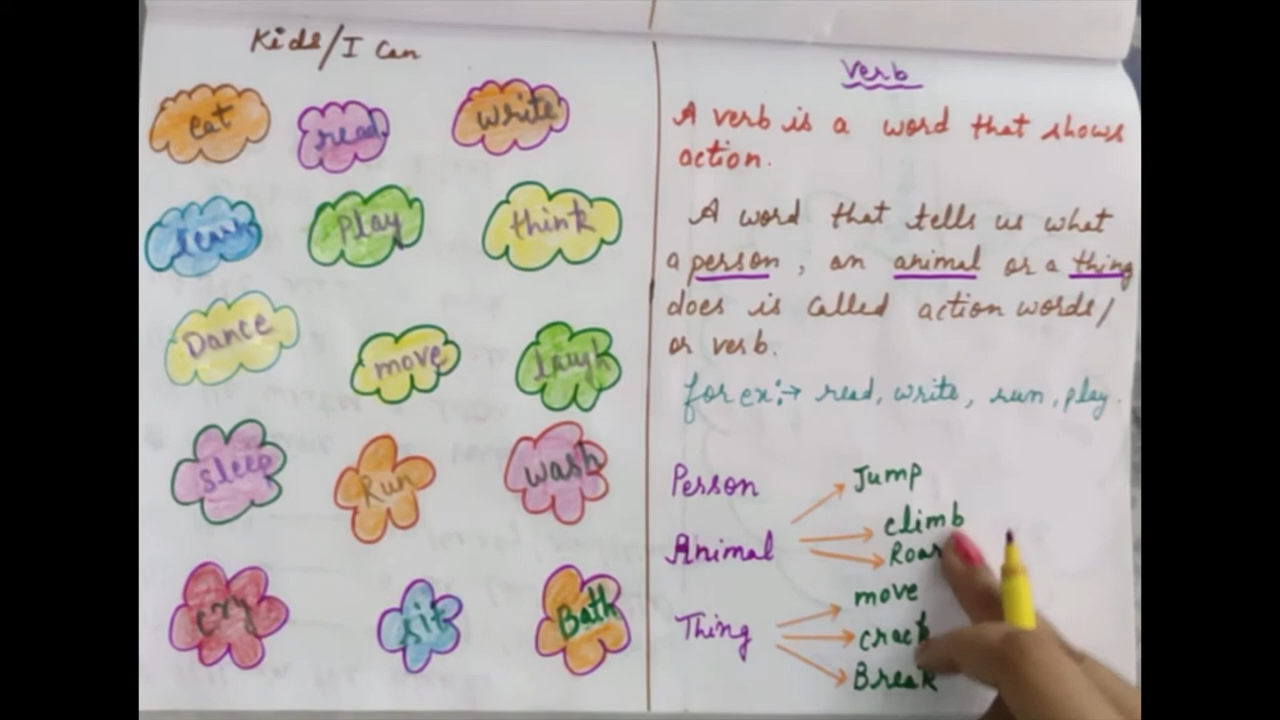 Kids/I Can
eat read write
learn Play think
Dance move laugh
sleep Run wash
cry sit Bath
Verb
A verb is a word that shows
action.
A word that tells us what
a person, an animal or a thing
does is called action words/
or verb.
for ex:→ read, write, run, play.
Person
Jump
Animal
climb
Roar
Thing
move
crack
Break